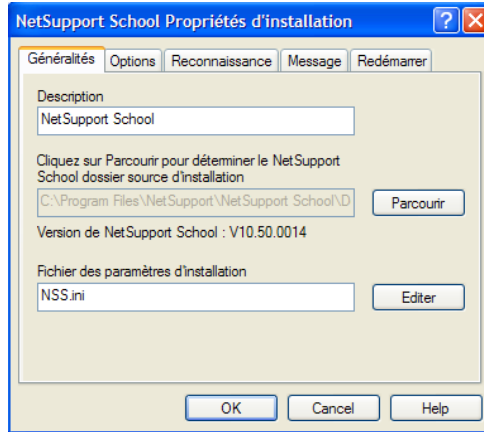 NetSupport School Propriétés d'installation
Généralités Options Reconnaissance Message Redémarrer
Description
NetSupport School
Cliquez sur Parcourir pour déterminer le NetSupport
School dossier source d'installation
C:\Program Files\NetSupport\NetSupport School\D
Parcourir
Version de NetSupport School : V10.50.0014
Fichier des paramètres d'installation
NSS.ini
Editer
OK Cancel Help